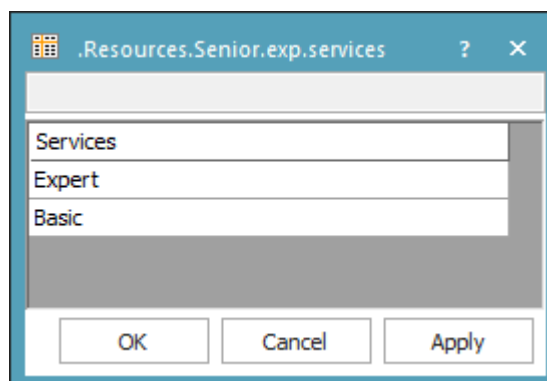 .Resources.Senior.exp.services ? ×
Services
Expert
Basic
OK Cancel Apply